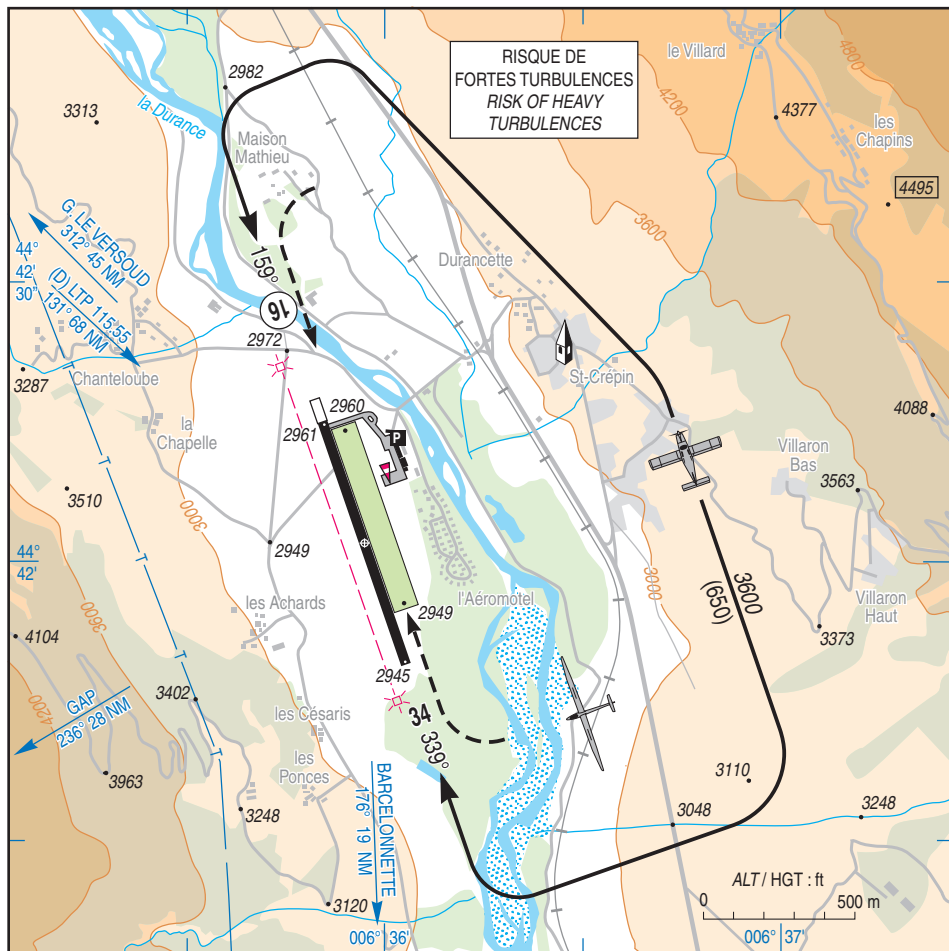 RISQUE DE
FORTES TURBULENCES
RISK OF HEAVY
TURBULENCES
le Villard
4800
4200
2982
3313
la Durance
Maison
Mathieu
4377
les
Chapins
4495
3600
G. LE VERSOUD
312° 45 NM
(D) LTP 115.55
131° 68 NM
44°
42'
30"
159°
Durancette
16
2972
St-Crépin
3287
Chanteloube
la
Chapelle
2960
2961
P
4088
Villaron
Bas
3563
3510
3000
2949
44°
42'
3000
3600
(650)
les Achards
l'Aéromotel
2949
Villaron
Haut
3373
4104
3600
2945
3402
34
339°
GAP
236° 28 NM
4200
les Césaris
les
Ponces
3963
3248
BARCELONNETTE
176° 19 NM
3110
3048
3248
3120
ALT / HGT : ft
0 500 m
006° 36'
006° 37'